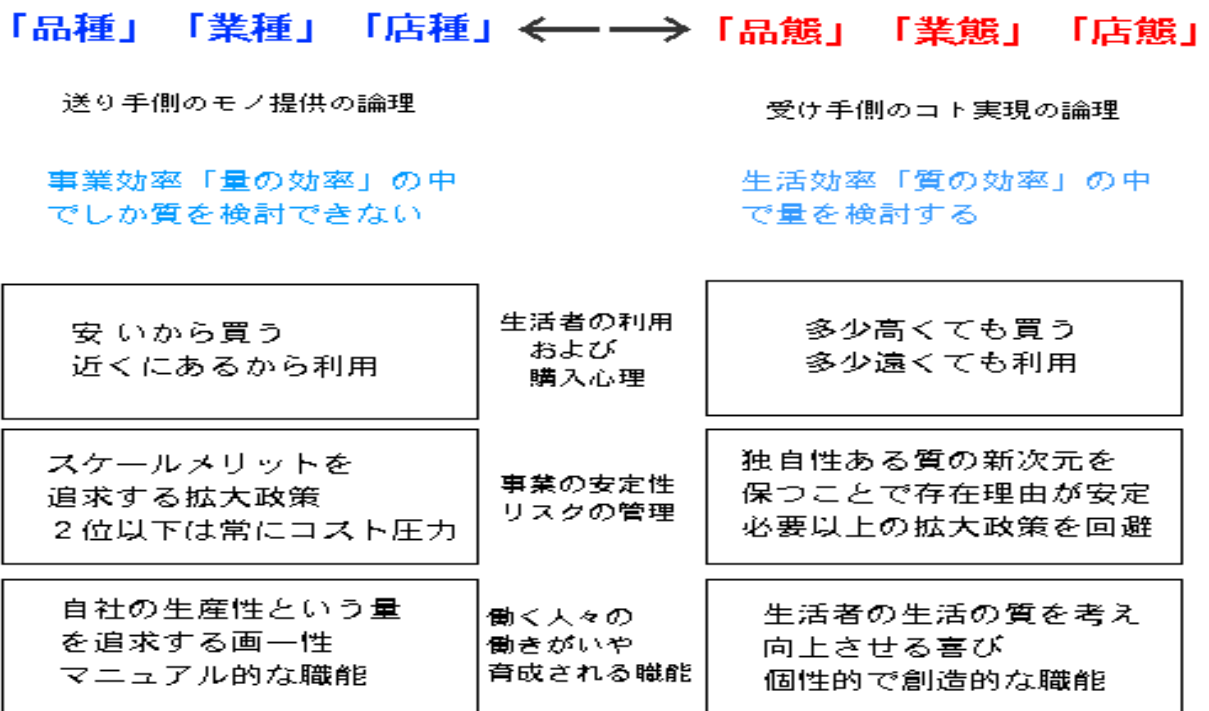 「品種」 「業種」 「店種」 ←― ―→ 「品態」 「業態」 「店態」
送り手側のモノ提供の論理
受け手側のコト実現の論理
事業効率「量の効率」の中
でしか質を検討できない
生活効率「質の効率」の中
で量を検討する
安いから買う
近くにあるから利用
生活者の利用
および
購入心理
多少高くても買う
多少遠くても利用
スケールメリットを
追求する拡大政策
2位以下は常にコスト圧力
事業の安定性
リスクの管理
独自性ある質の新次元を
保つことで存在理由が安定
必要以上の拡大政策を回避
自社の生産性という量
を追求する画一性
マニュアル的な職能
働く人々の
働きがいや
育成される職能
生活者の生活の質を考え
向上させる喜び
個性的で創造的な職能